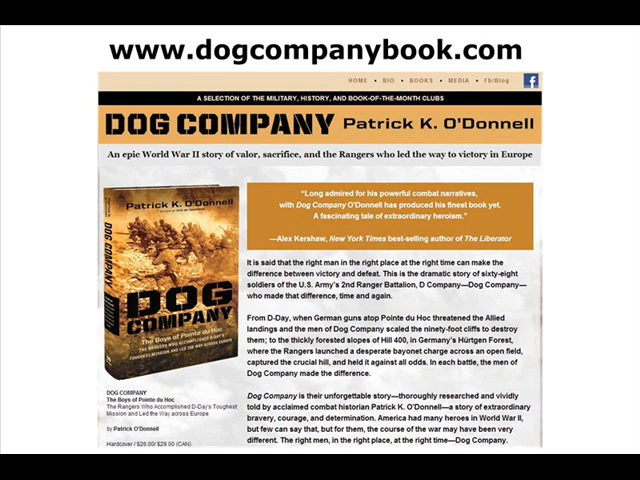 www.dogcompanybook.com
HOME • BIO • BOOKS • MEDIA • Fb/Blog
A SELECTION OF THE MILITARY, HISTORY, AND BOOK-OF-THE-MONTH CLUBS
DOG COMPANY Patrick K. O'Donnell
An epic World War II story of valor, sacrifice, and the Rangers who led the way to victory in Europe
Patrick K. O'Donnell
DOG COMPANY
DOG
COMPANY
The Boys of Pointe du Hoc
THE RANGERS WHO ACCOMPLISHED D-DAY'S
TOUGHEST MISSION AND LED THE WAY ACROSS EUROPE
DOG COMPANY
The Boys of Pointe du Hoc
The Rangers Who Accomplished D-Day's Toughest
Mission and Led the Way across Europe
by Patrick O'Donnell
Hardcover / $26.00/ $29.00 (CAN)
“Long admired for his powerful combat narratives,
with Dog Company O'Donnell has produced his finest book yet.
A fascinating tale of extraordinary heroism.”
—Alex Kershaw, New York Times best-selling author of The Liberator
It is said that the right man in the right place at the right time can make the
difference between victory and defeat. This is the dramatic story of sixty-eight
soldiers of the U.S. Army's 2nd Ranger Battalion, D Company—Dog Company—
who made that difference, time and again.
From D-Day, when German guns atop Pointe du Hoc threatened the Allied
landings and the men of Dog Company scaled the ninety-foot cliffs to destroy
them; to the thickly forested slopes of Hill 400, in Germany's Hürtgen Forest,
where the Rangers launched a desperate bayonet charge across an open field,
captured the crucial hill, and held it against all odds. In each battle, the men of
Dog Company made the difference.
Dog Company is their unforgettable story—thoroughly researched and vividly
told by acclaimed combat historian Patrick K. O'Donnell—a story of extraordinary
bravery, courage, and determination. America had many heroes in World War II,
but few can say that, but for them, the course of the war may have been very
different. The right men, in the right place, at the right time—Dog Company.